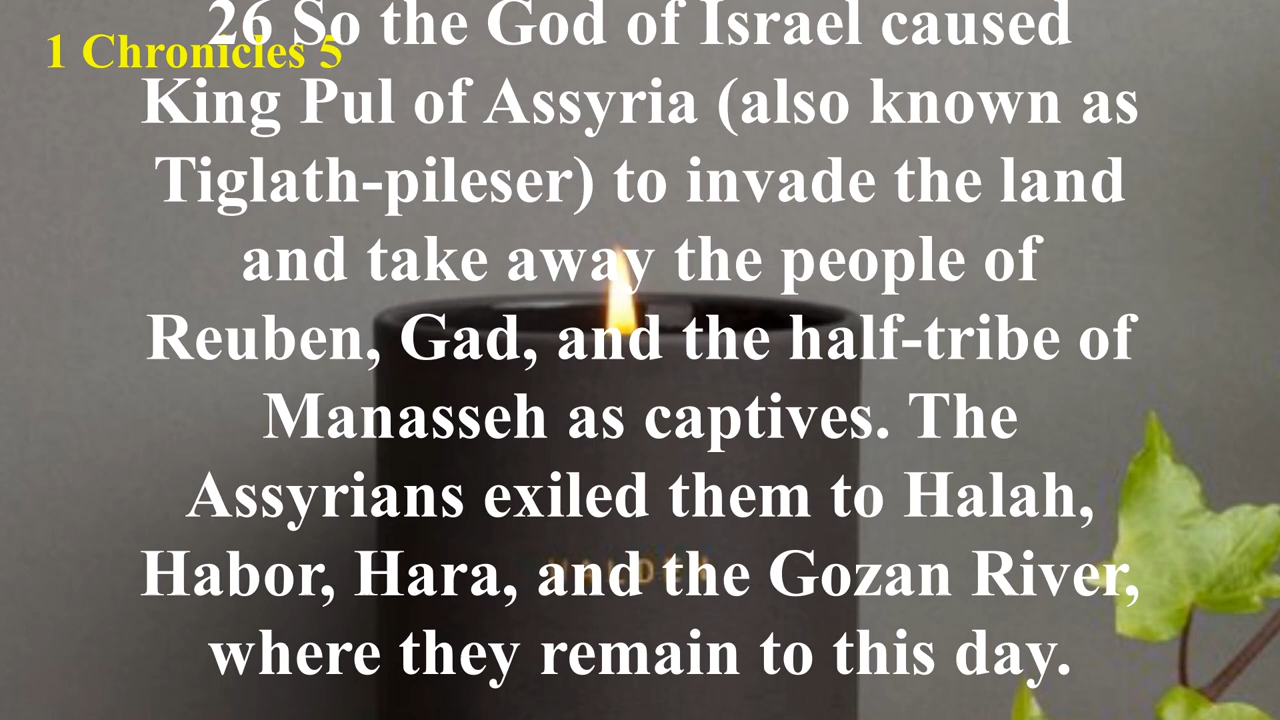 26 So the God of Israel caused
1 Chronicles 5
King Pul of Assyria (also known as
Tiglath-pileser) to invade the land
and take away the people of
Reuben, Gad, and the half-tribe of
Manasseh as captives. The
Assyrians exiled them to Halah,
Habor, Hara, and the Gozan River,
where they remain to this day.